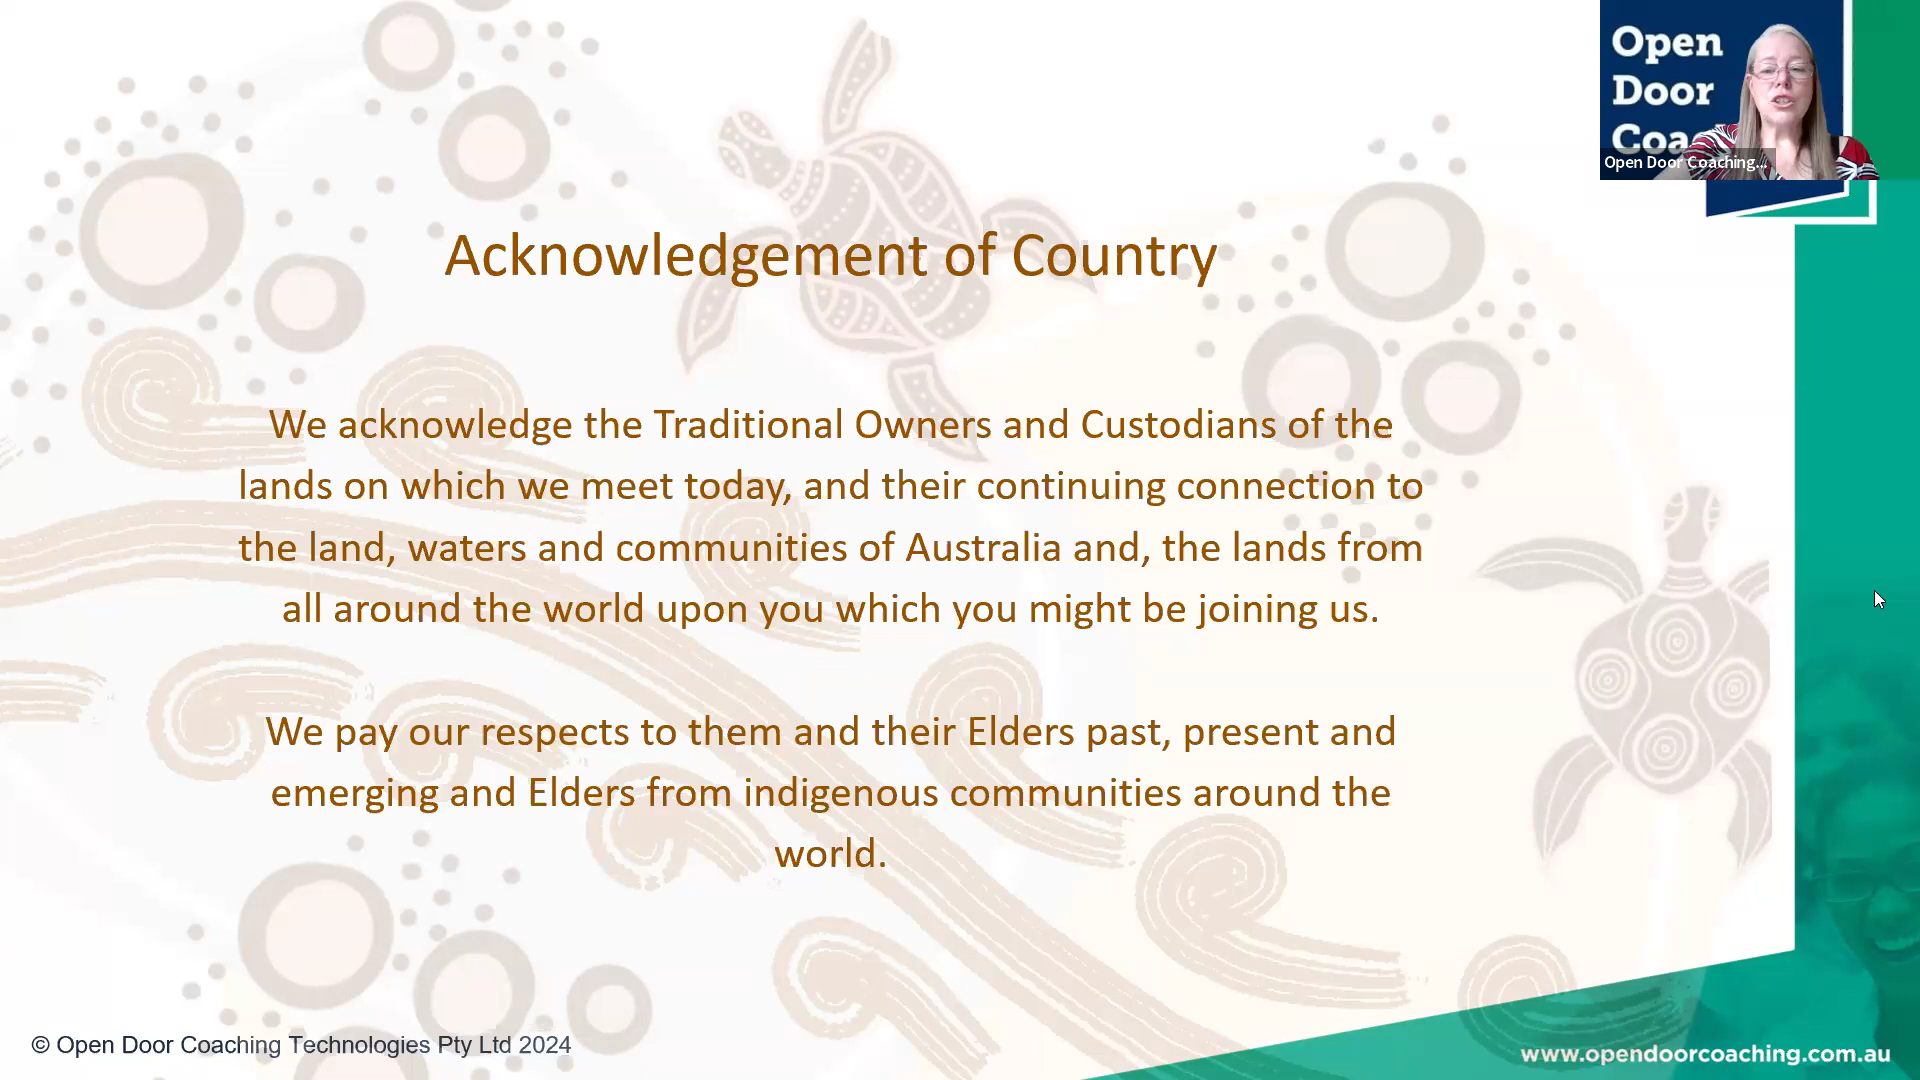 Open
Door
Coa
Open Door Coaching...
Acknowledgement of Country
We acknowledge the Traditional Owners and Custodians of the
lands on which we meet today, and their continuing connection to
the land, waters and communities of Australia and, the lands from
all around the world upon you which you might be joining us.
We pay our respects to them and their Elders past, present and
emerging and Elders from indigenous communities around the
world.
© Open Door Coaching Technologies Pty Ltd 2024
www.opendoorcoaching.com.au